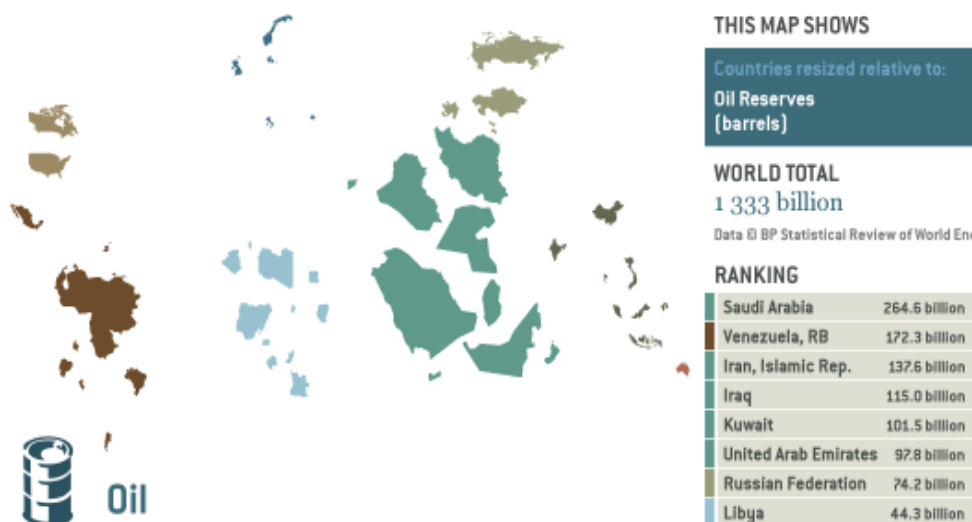 THIS MAP SHOWS
Countries resized relative to:
Oil Reserves
(barrels)
WORLD TOTAL
1 333 billion
Data © BP Statistical Review of World En
RANKING
Saudi Arabia 264.6 billion
Venezuela, RB 172.3 billion
Iran, Islamic Rep. 137.6 billion
Iraq 115.0 billion
Kuwait 101.5 billion
United Arab Emirates 97.8 billion
Russian Federation 74.2 billion
Libya 44.3 billion
Oil